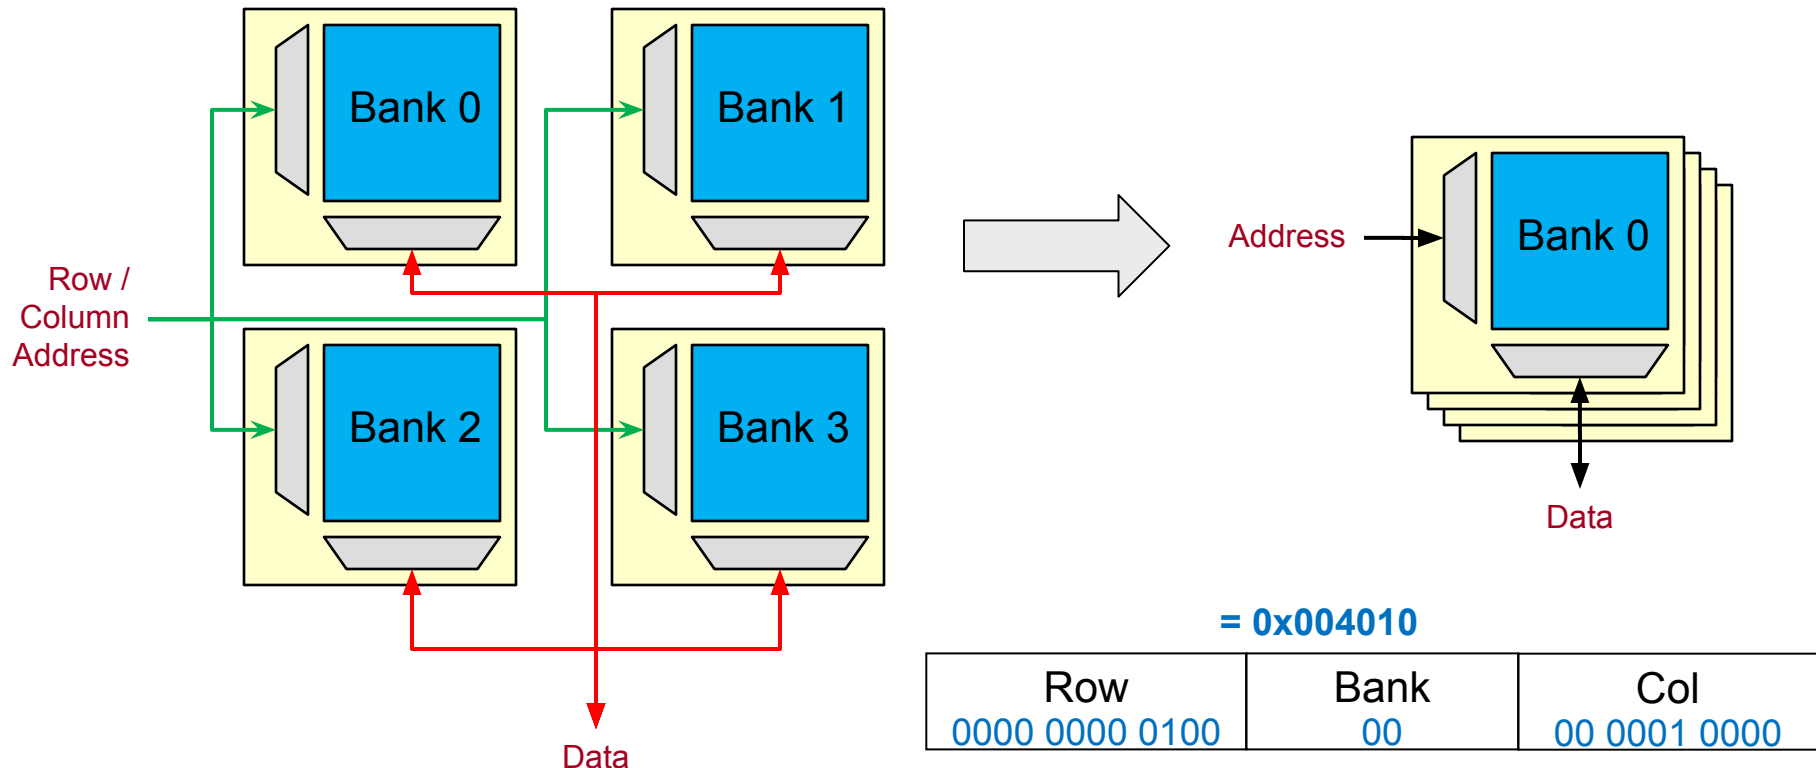 Bank 0
Bank 1
Row /
Column
Address
Bank 2
Bank 3
Data
Address
Bank 0
Data
= 0x004010
Row
Bank
Col
0000 0000 0100
00
00 0001 0000